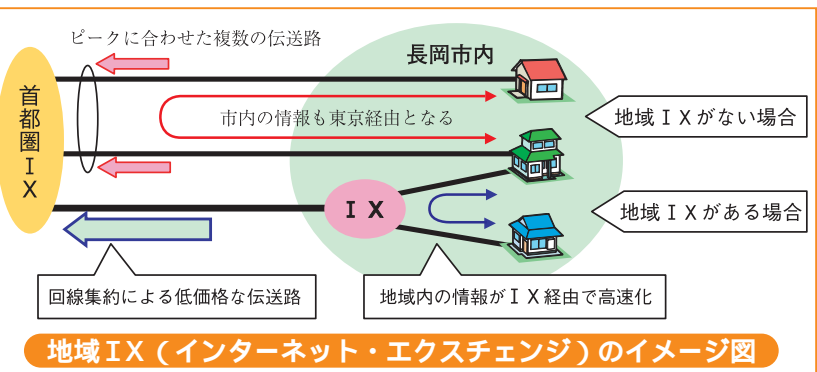 ピークに合わせた複数の伝送路
長岡市内
首都圏ＩＸ
市内の情報も東京経由となる
地域ＩＸがない場合
ＩＸ
地域ＩＸがある場合
回線集約による低価格な伝送路
地域内の情報がＩＸ経由で高速化
地域ＩＸ（インターネット・エクスチェンジ）のイメージ図